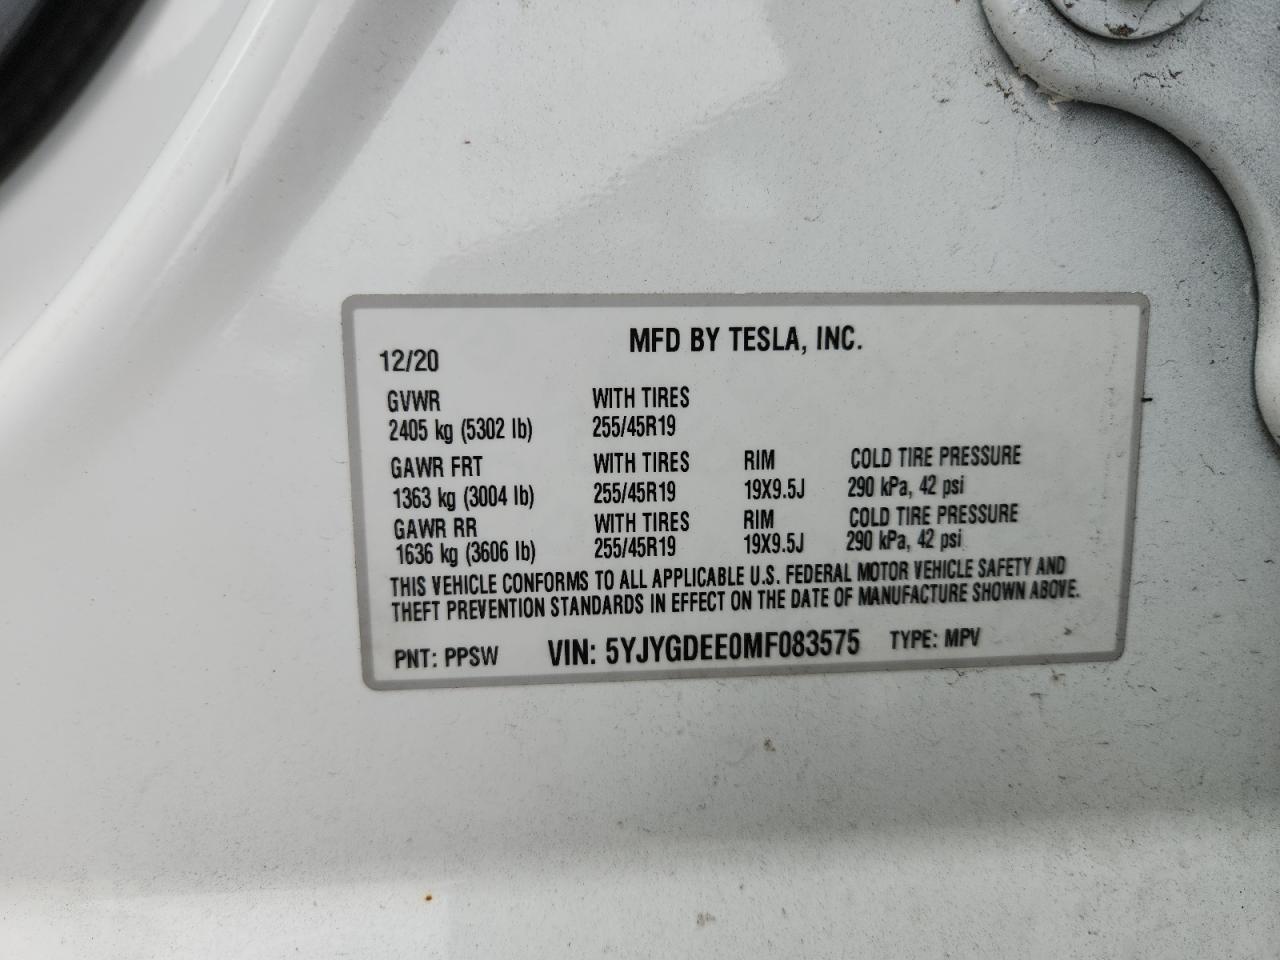 MFD BY TESLA, INC.
12/20
GVWR WITH TIRES
2405 kg (5302 lb) 255/45R19
GAWR FRT WITH TIRES RIM COLD TIRE PRESSURE
1363 kg (3004 lb) 255/45R19 19X9.5J 290 kPa, 42 psi
GAWR RR WITH TIRES RIM COLD TIRE PRESSURE
1636 kg (3606 lb) 255/45R19 19X9.5J 290 kPa, 42 psi
THIS VEHICLE CONFORMS TO ALL APPLICABLE U.S. FEDERAL MOTOR VEHICLE SAFETY AND
THEFT PREVENTION STANDARDS IN EFFECT ON THE DATE OF MANUFACTURE SHOWN ABOVE.
PNT: PPSW VIN: 5YJYGDEE0MF083575 TYPE: MPV